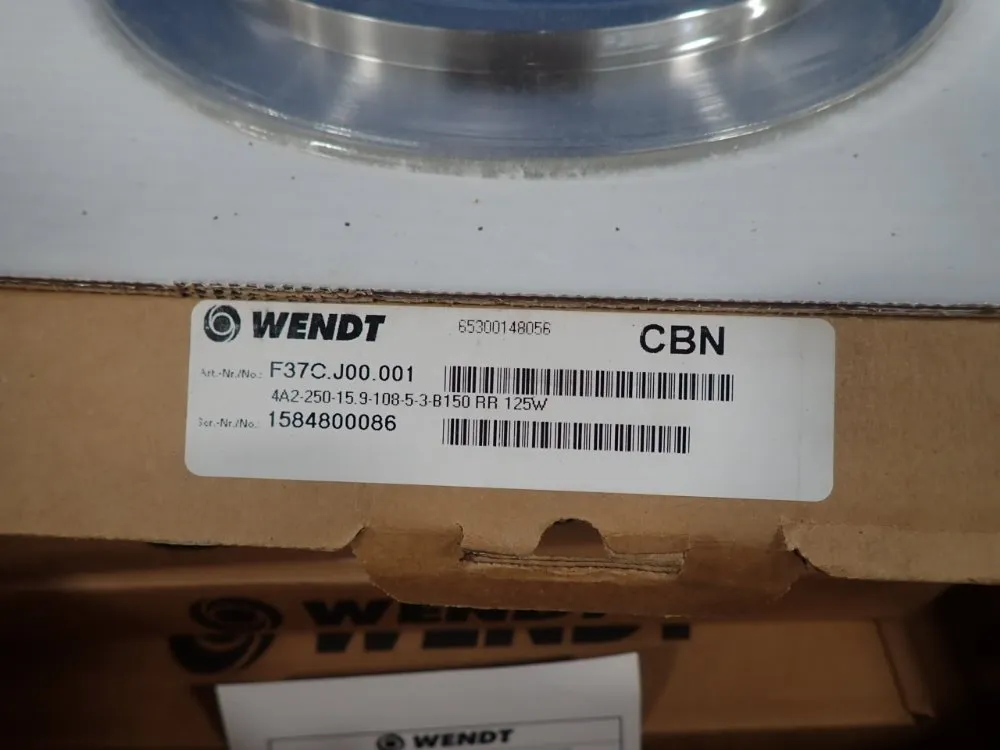 WENDT 65300148056 CBN
Art.-Nr./No.: F37C.J00.001
4A2-250-15.9-108-5-3-B150 RR 125W
Ser.-Nr./No.: 1584800086
WENDT
WENDT
WENDT